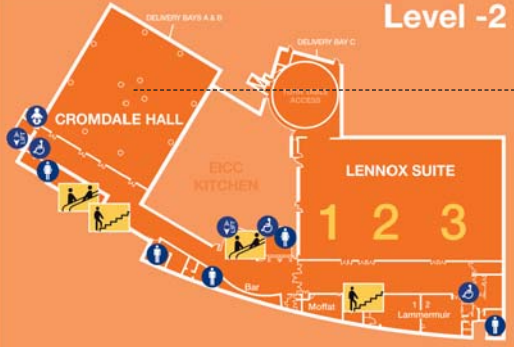 Level -2
DELIVERY BAYS A & B
DELIVERY BAY C
ACCESS
CROMDALE HALL
EICC
KITCHEN
LENNOX SUITE
1 2 3
Bar
Moffat
1 2
Lammermuir